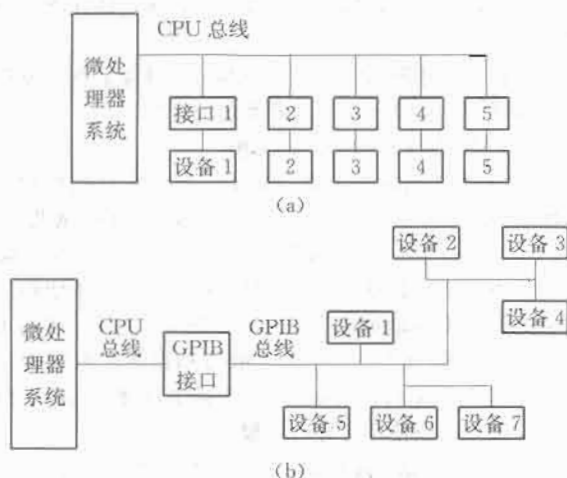 CPU 总线
微处
理器
系统
接口 1 2 3 4 5
设备 1 2 3 4 5
(a)
设备 2 设备 3
设备 4
微处
理器
系统
CPU
总线
GPIB
接口
GPIB
总线
设备 1
设备 5 设备 6 设备 7
(b)